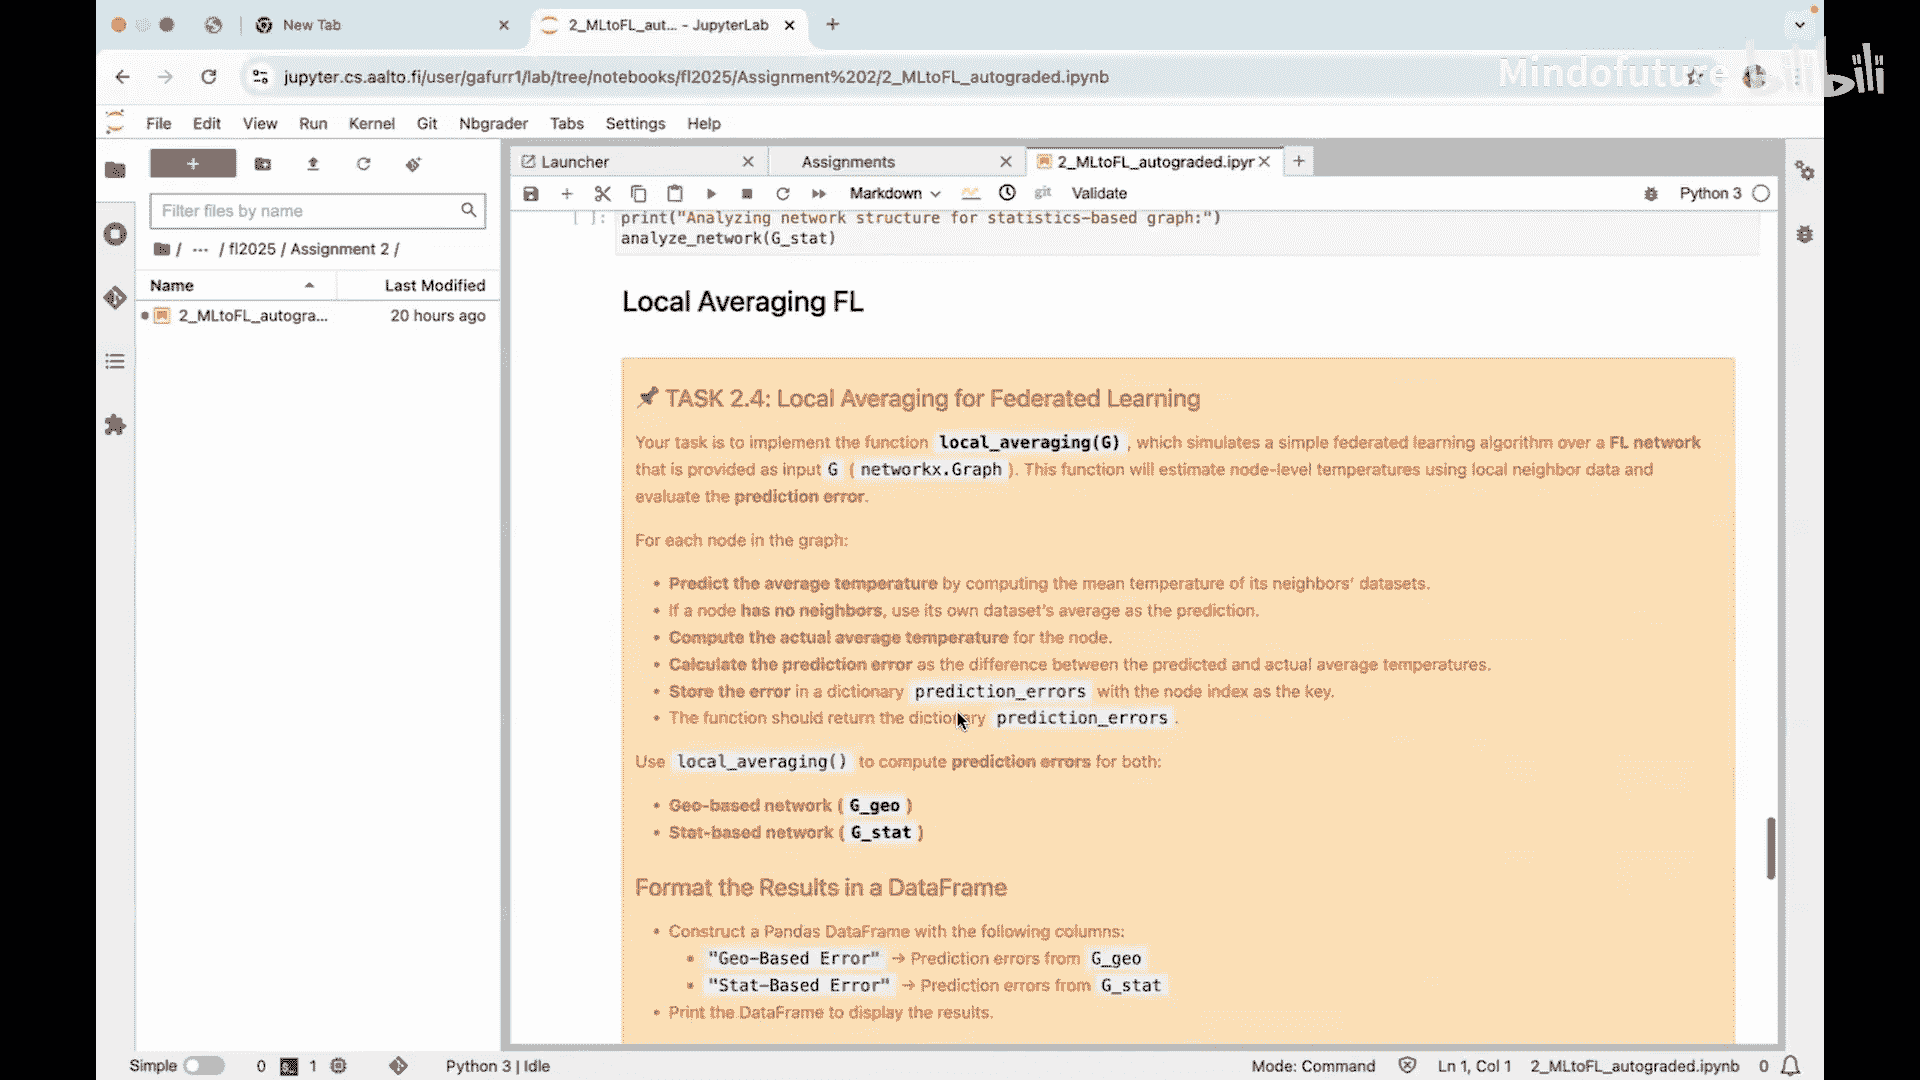 New Tab
2_MLtoFL_aut... - JupyterLab
jupyter.cs.aalto.fi/user/gafurr1/lab/tree/notebooks/fl2025/Assignment%202/2_MLtoFL_autograded.ipynb
Mindofuture
bilibili
File Edit View Run Kernel Git Nbgrader Tabs Settings Help
Launcher
Assignments
2_MLtoFL_autograded.ipyr
Markdown
git
Validate
Python 3
Filter files by name
/ ... / fl2025 / Assignment 2 /
Name
Last Modified
2_MLtoFL_autogra...
20 hours ago
[ ]: print("Analyzing network structure for statistics-based graph:")
analyze_network(G_stat)
Local Averaging FL
TASK 2.4: Local Averaging for Federated Learning
Your task is to implement the function local_averaging(G) , which simulates a simple federated learning algorithm over a FL network
that is provided as input G ( networkx.Graph ). This function will estimate node-level temperatures using local neighbor data and
evaluate the prediction error.
For each node in the graph:
• Predict the average temperature by computing the mean temperature of its neighbors’ datasets.
• If a node has no neighbors, use its own dataset’s average as the prediction.
• Compute the actual average temperature for the node.
• Calculate the prediction error as the difference between the predicted and actual average temperatures.
• Store the error in a dictionary prediction_errors with the node index as the key.
• The function should return the dictionary prediction_errors .
Use local_averaging() to compute prediction errors for both:
• Geo-based network ( G_geo )
• Stat-based network ( G_stat )
Format the Results in a DataFrame
• Construct a Pandas DataFrame with the following columns:
▪ "Geo-Based Error" → Prediction errors from G_geo
▪ "Stat-Based Error" → Prediction errors from G_stat
• Print the DataFrame to display the results.
Simple 0 1 Python 3 | Idle
Mode: Command Ln 1, Col 1 2_MLtoFL_autograded.ipynb 0